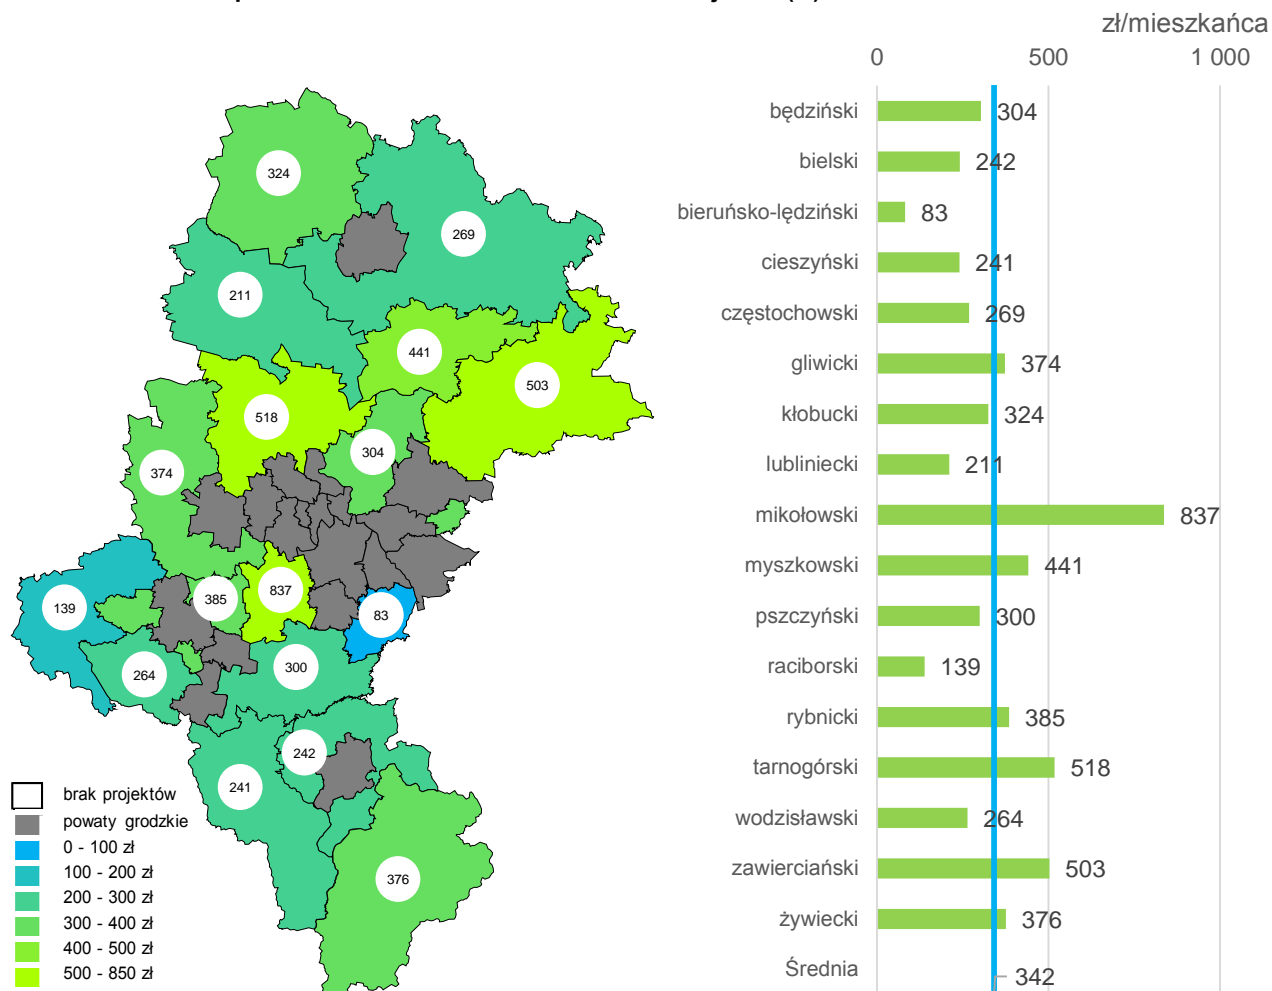 zł/mieszkańca
0 500 1 000
będziński 304
bielski 242
bieruńsko-lędziński 83
cieszyński 241
częstochowski 269
gliwicki 374
kłobucki 324
lubliniecki 211
mikołowski 837
myszkowski 441
pszczyński 300
raciborski 139
rybnicki 385
tarnogórski 518
wodzisławski 264
zawierciański 503
żywiecki 376
Średnia 342
324
269
211
441
503
518
304
374
837
385
139
83
300
264
242
241
376
brak projektów
powaty grodzkie
0 - 100 zł
100 - 200 zł
200 - 300 zł
300 - 400 zł
400 - 500 zł
500 - 850 zł